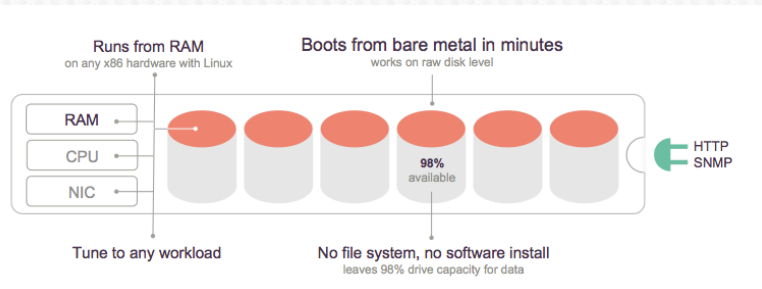 Runs from RAM
on any x86 hardware with Linux
Boots from bare metal in minutes
works on raw disk level
RAM
CPU
NIC
98%
available
HTTP
SNMP
Tune to any workload
No file system, no software install
leaves 98% drive capacity for data